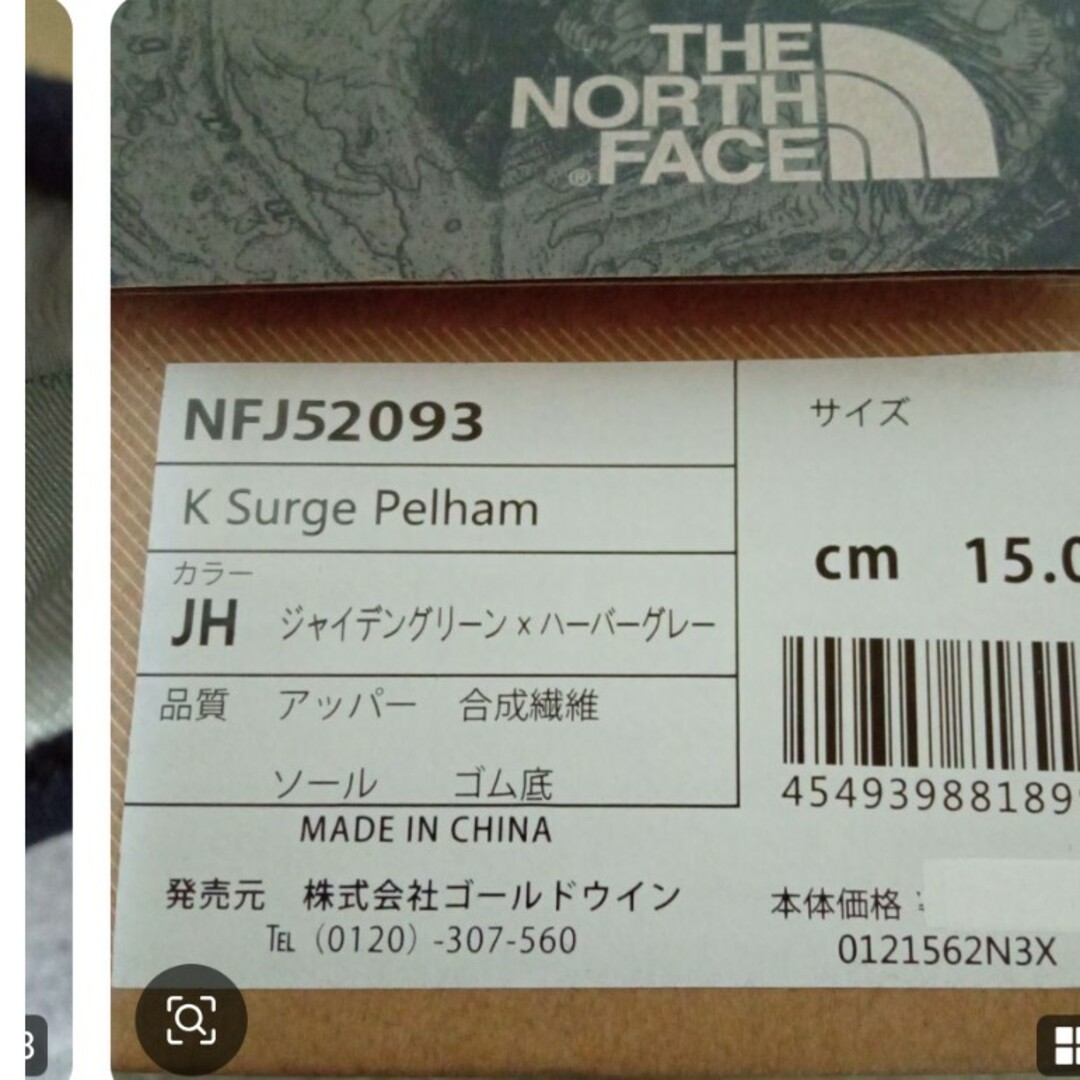 THE
NORTH
FACE
®
NFJ52093
K Surge Pelham
カラー
JH ジャイデングリーン×ハーバーグレー
品質 アッパー 合成繊維
ソール ゴム底
MADE IN CHINA
発売元 株式会社ゴールドウイン
TEL (0120) -307-560
サイズ
cm 15.0
45493988189
本体価格
0121562N3X